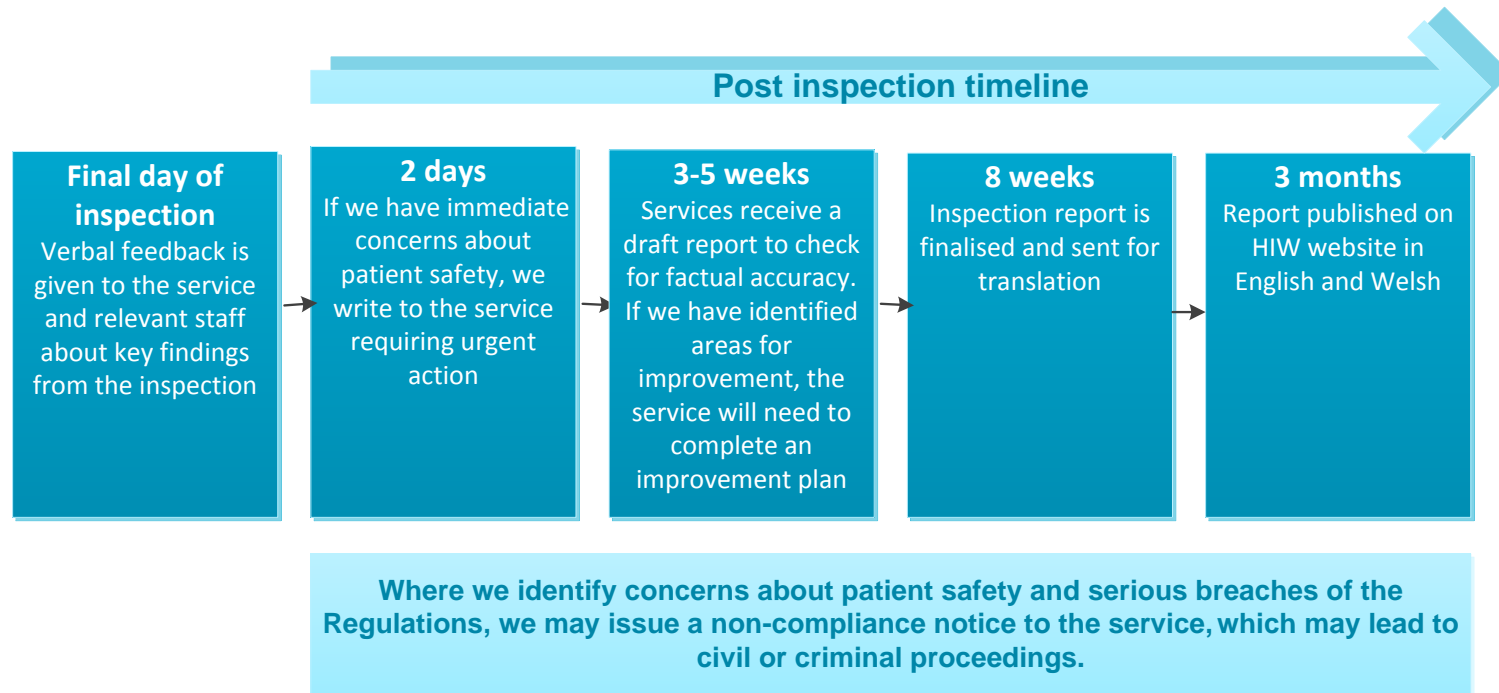 Post inspection timeline
Final day of
inspection
Verbal feedback is
given to the service
and relevant staff
about key findings
from the inspection
2 days
If we have immediate
concerns about
patient safety, we
write to the service
requiring urgent
action
3-5 weeks
Services receive a
draft report to check
for factual accuracy.
If we have identified
areas for
improvement, the
service will need to
complete an
improvement plan
8 weeks
Inspection report is
finalised and sent for
translation
3 months
Report published on
HIW website in
English and Welsh
Where we identify concerns about patient safety and serious breaches of the
Regulations, we may issue a non-compliance notice to the service, which may lead to
civil or criminal proceedings.